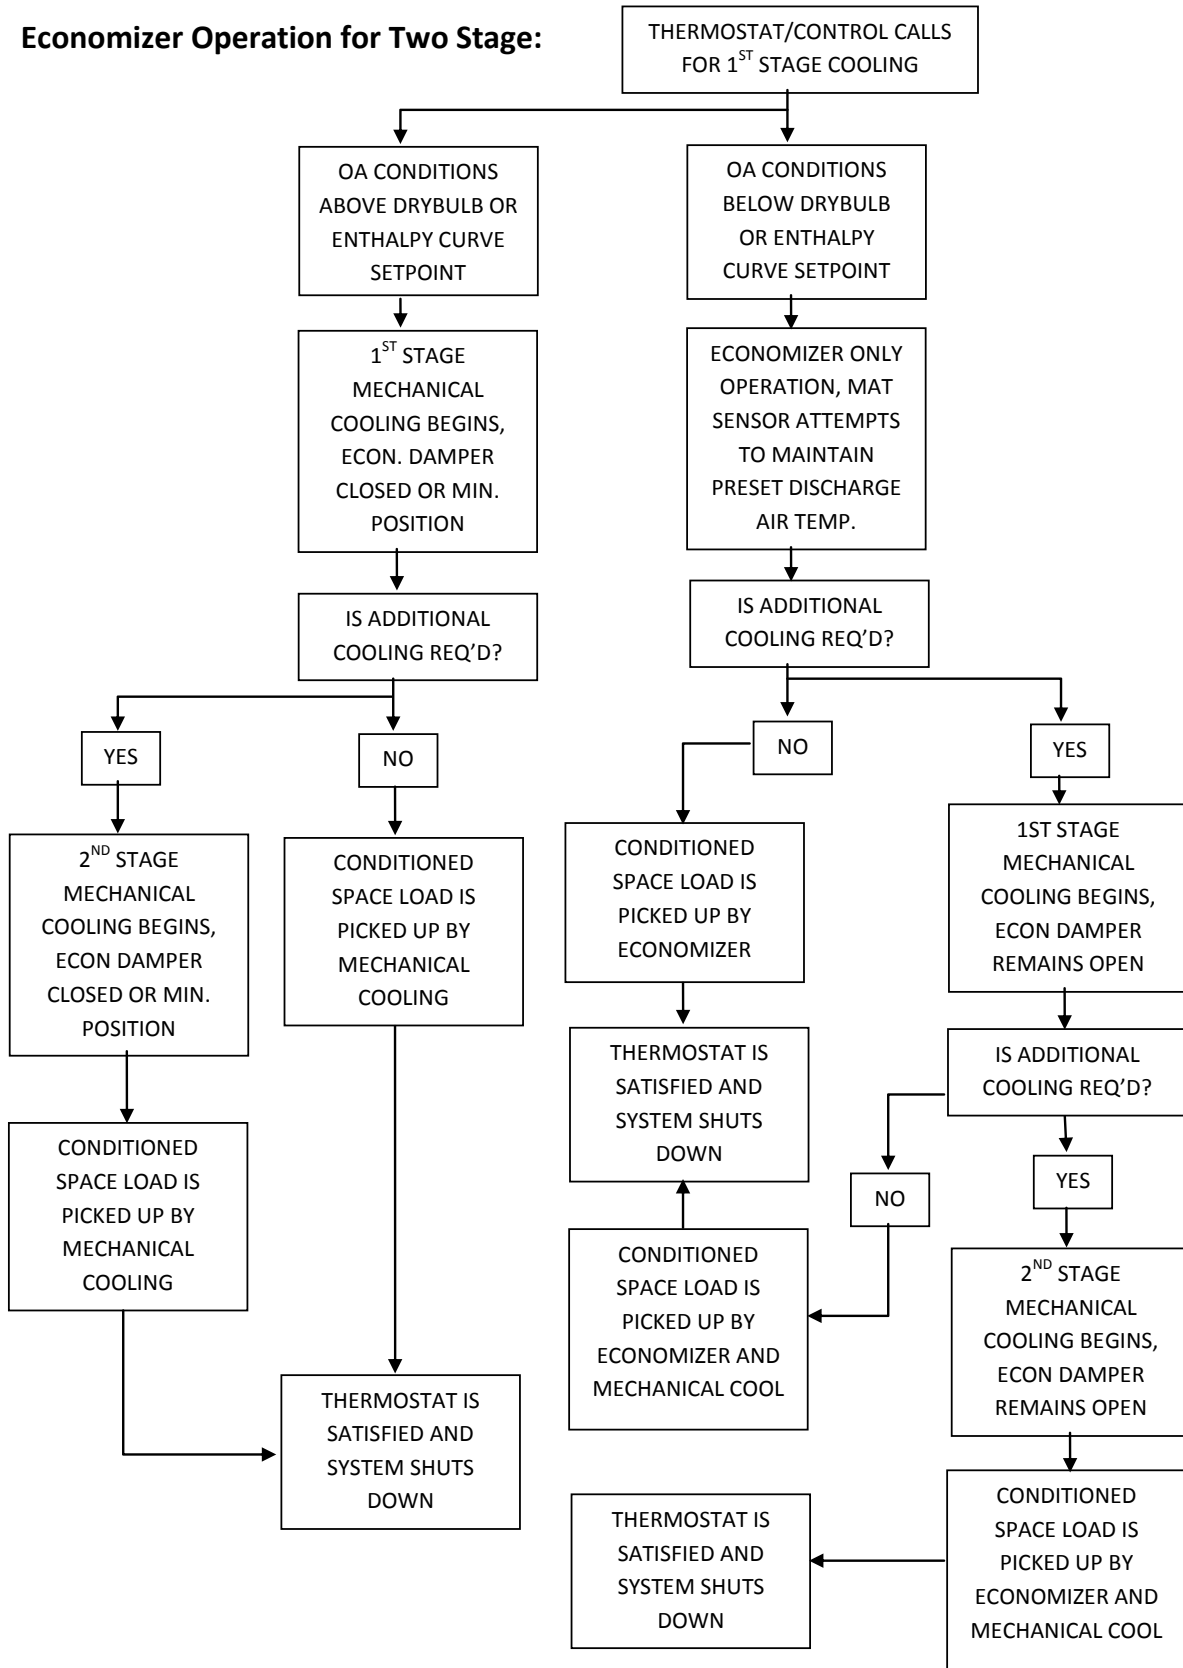 Economizer Operation for Two Stage:
THERMOSTAT/CONTROL CALLS
FOR 1ST STAGE COOLING
OA CONDITIONS
ABOVE DRYBULB OR
ENTHALPY CURVE
SETPOINT
OA CONDITIONS
BELOW DRYBULB
OR ENTHALPY
CURVE SETPOINT
1ST STAGE
MECHANICAL
COOLING BEGINS,
ECON. DAMPER
CLOSED OR MIN.
POSITION
ECONOMIZER ONLY
OPERATION, MAT
SENSOR ATTEMPTS
TO MAINTAIN
PRESET DISCHARGE
AIR TEMP.
IS ADDITIONAL
COOLING REQ’D?
IS ADDITIONAL
COOLING REQ’D?
YES
NO
NO
YES
2ND STAGE
MECHANICAL
COOLING BEGINS,
ECON DAMPER
CLOSED OR MIN.
POSITION
CONDITIONED
SPACE LOAD IS
PICKED UP BY
MECHANICAL
COOLING
CONDITIONED
SPACE LOAD IS
PICKED UP BY
ECONOMIZER
1ST STAGE
MECHANICAL
COOLING BEGINS,
ECON DAMPER
REMAINS OPEN
THERMOSTAT IS
SATISFIED AND
SYSTEM SHUTS
DOWN
IS ADDITIONAL
COOLING REQ’D?
CONDITIONED
SPACE LOAD IS
PICKED UP BY
MECHANICAL
COOLING
NO
YES
CONDITIONED
SPACE LOAD IS
PICKED UP BY
ECONOMIZER AND
MECHANICAL COOL
2ND STAGE
MECHANICAL
COOLING BEGINS,
ECON DAMPER
REMAINS OPEN
THERMOSTAT IS
SATISFIED AND
SYSTEM SHUTS
DOWN
THERMOSTAT IS
SATISFIED AND
SYSTEM SHUTS
DOWN
CONDITIONED
SPACE LOAD IS
PICKED UP BY
ECONOMIZER AND
MECHANICAL COOL